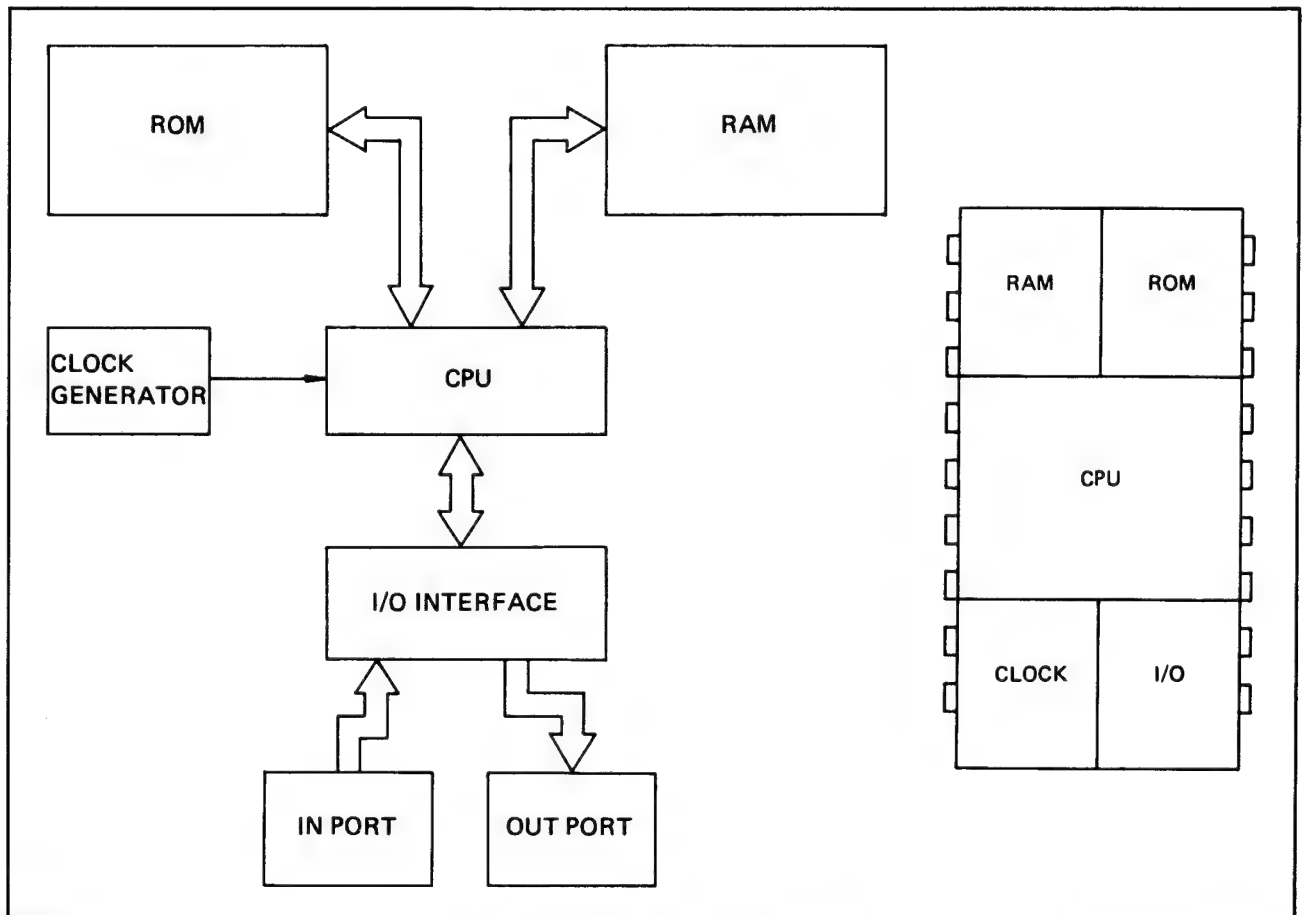 ROM
RAM
CLOCK
GENERATOR
CPU
I/O INTERFACE
IN PORT
OUT PORT
RAM
ROM
CPU
CLOCK
I/O